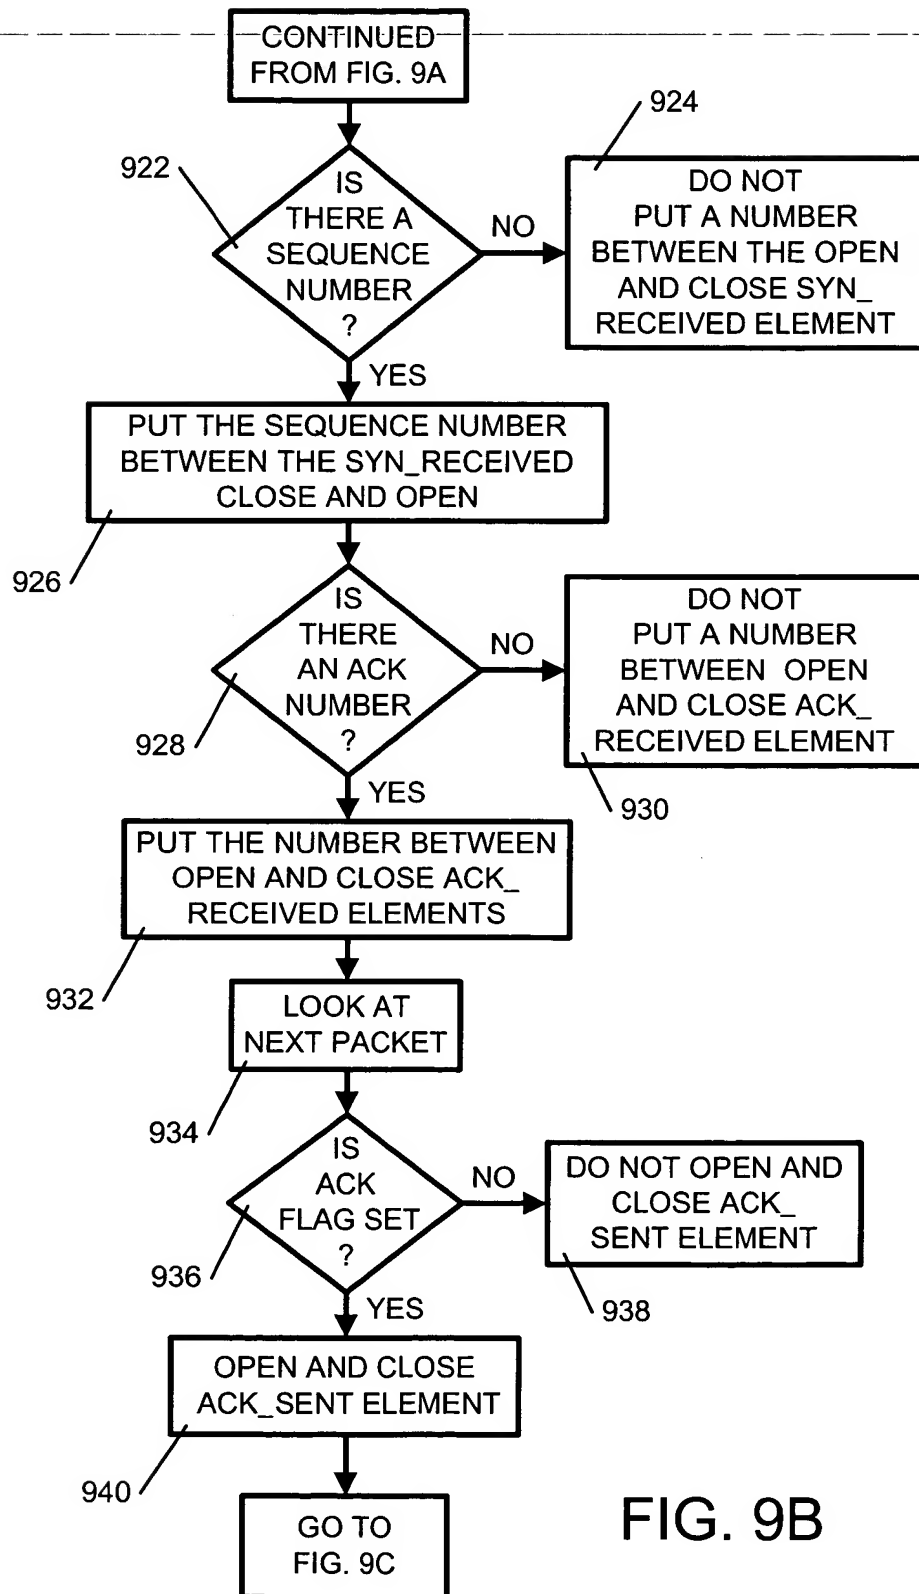 CONTINUED
FROM FIG. 9A
922
IS
THERE A
SEQUENCE
NUMBER
?
NO
924
DO NOT
PUT A NUMBER
BETWEEN THE OPEN
AND CLOSE SYN_
RECEIVED ELEMENT
YES
PUT THE SEQUENCE NUMBER
BETWEEN THE SYN_RECEIVED
CLOSE AND OPEN
926
IS
THERE
AN ACK
NUMBER
?
928
NO
DO NOT
PUT A NUMBER
BETWEEN OPEN
AND CLOSE ACK_
RECEIVED ELEMENT
930
YES
PUT THE NUMBER BETWEEN
OPEN AND CLOSE ACK_
RECEIVED ELEMENTS
932
LOOK AT
NEXT PACKET
934
IS
ACK
FLAG SET
?
936
NO
DO NOT OPEN AND
CLOSE ACK_
SENT ELEMENT
938
YES
OPEN AND CLOSE
ACK_SENT ELEMENT
940
GO TO
FIG. 9C
FIG. 9B